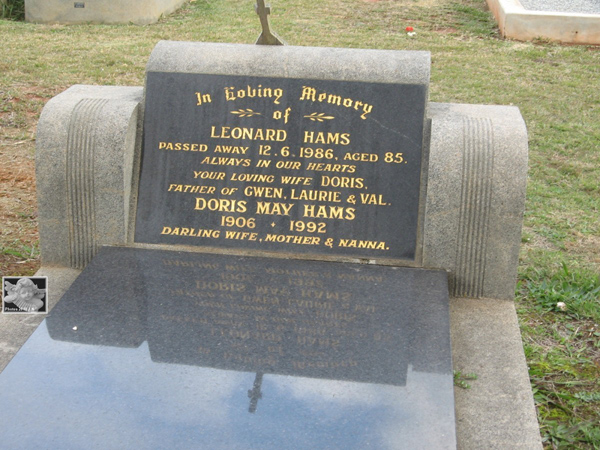 In Loving Memory
of
LEONARD HAMS
PASSED AWAY 12.6.1986, AGED 85.
ALWAYS IN OUR HEARTS
YOUR LOVING WIFE DORIS,
FATHER OF GWEN, LAURIE & VAL.
DORIS MAY HAMS
1906 + 1992
DARLING WIFE, MOTHER & NANNA.